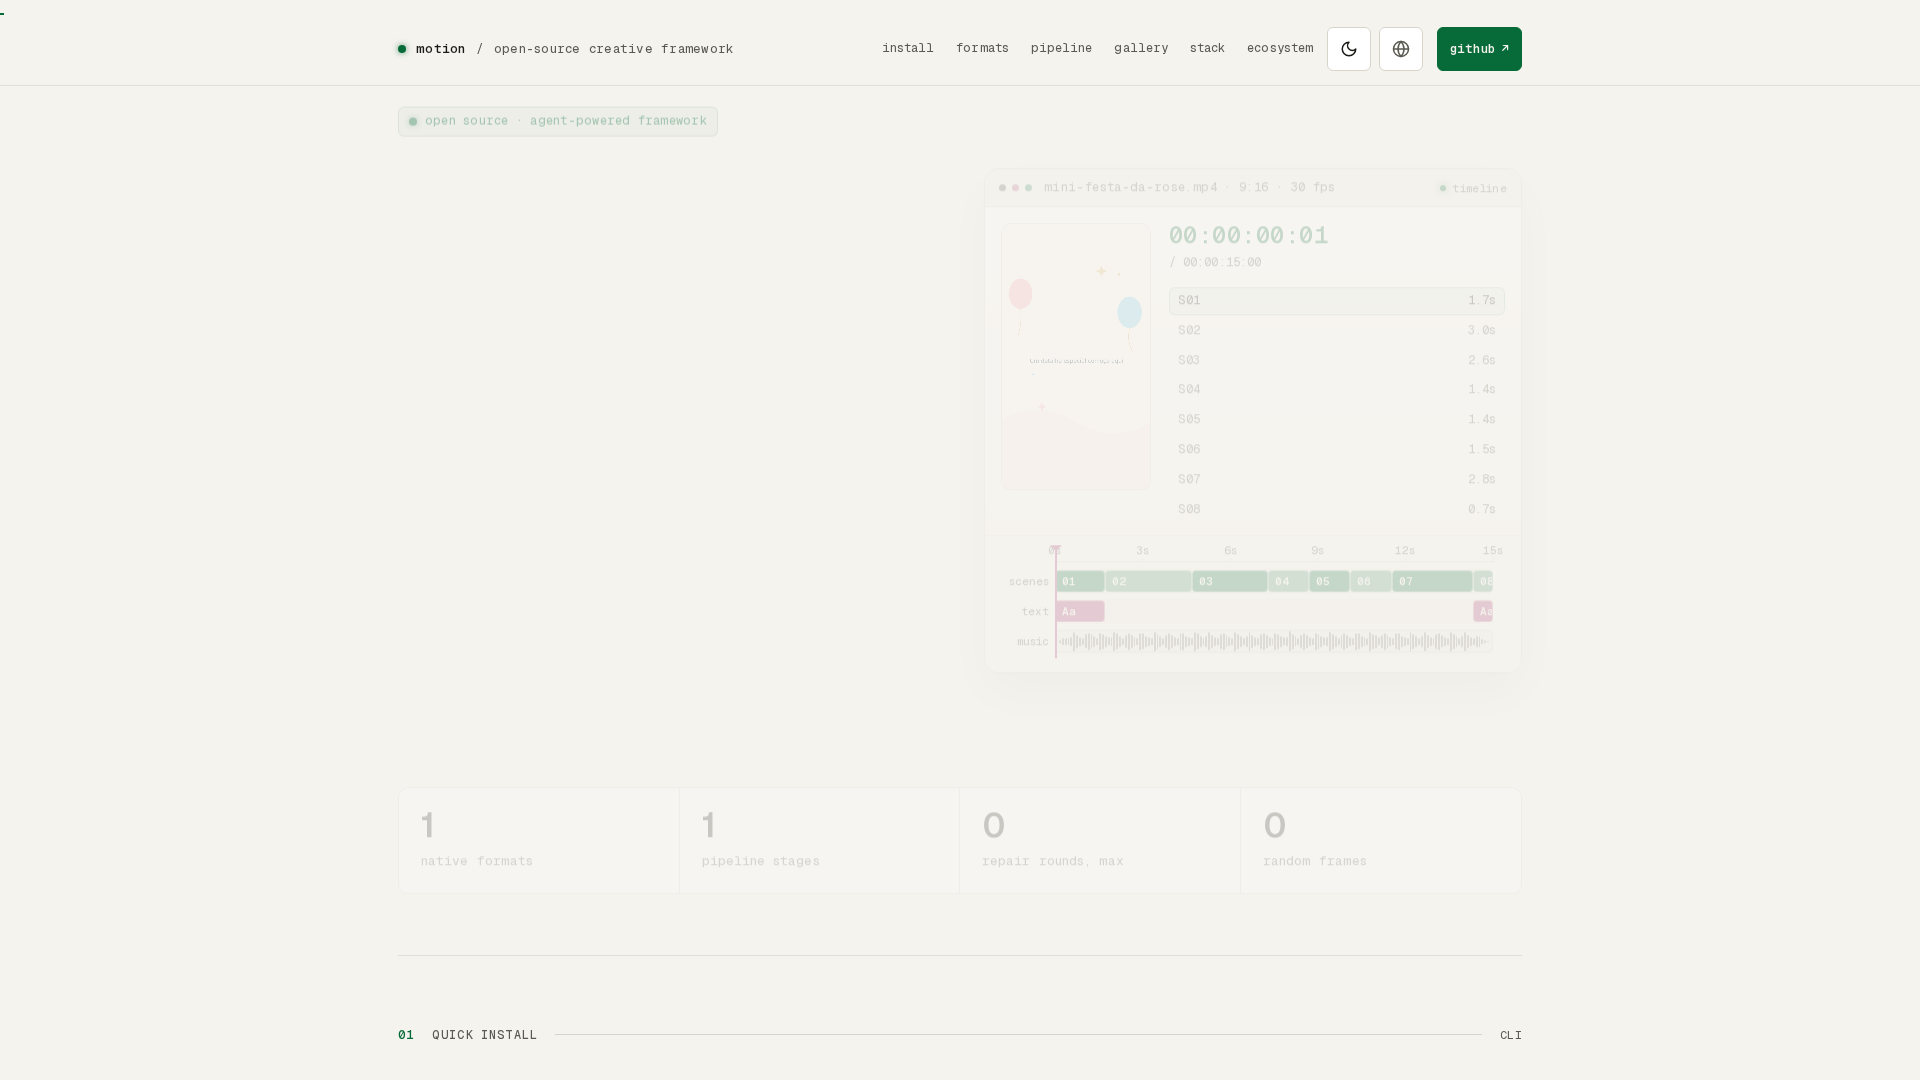 motion / open-source creative framework
install formats pipeline gallery stack ecosystem github ↗
open source · agent-powered framework
mini-festa-da-rose.mp4 · 9:16 · 30 fps timeline
00:00:00:01
/ 00:00:15:00
S01 1.7s
S02 3.0s
S03 2.6s
S04 1.4s
S05 1.4s
S06 1.5s
S07 2.8s
S08 0.7s
3s 6s 9s 12s 15s
scenes 01 02 03 04 05 06 07 08
text Aa Aa
music
1 1 0 0
native formats pipeline stages repair rounds, max random frames
01 QUICK INSTALL CLI